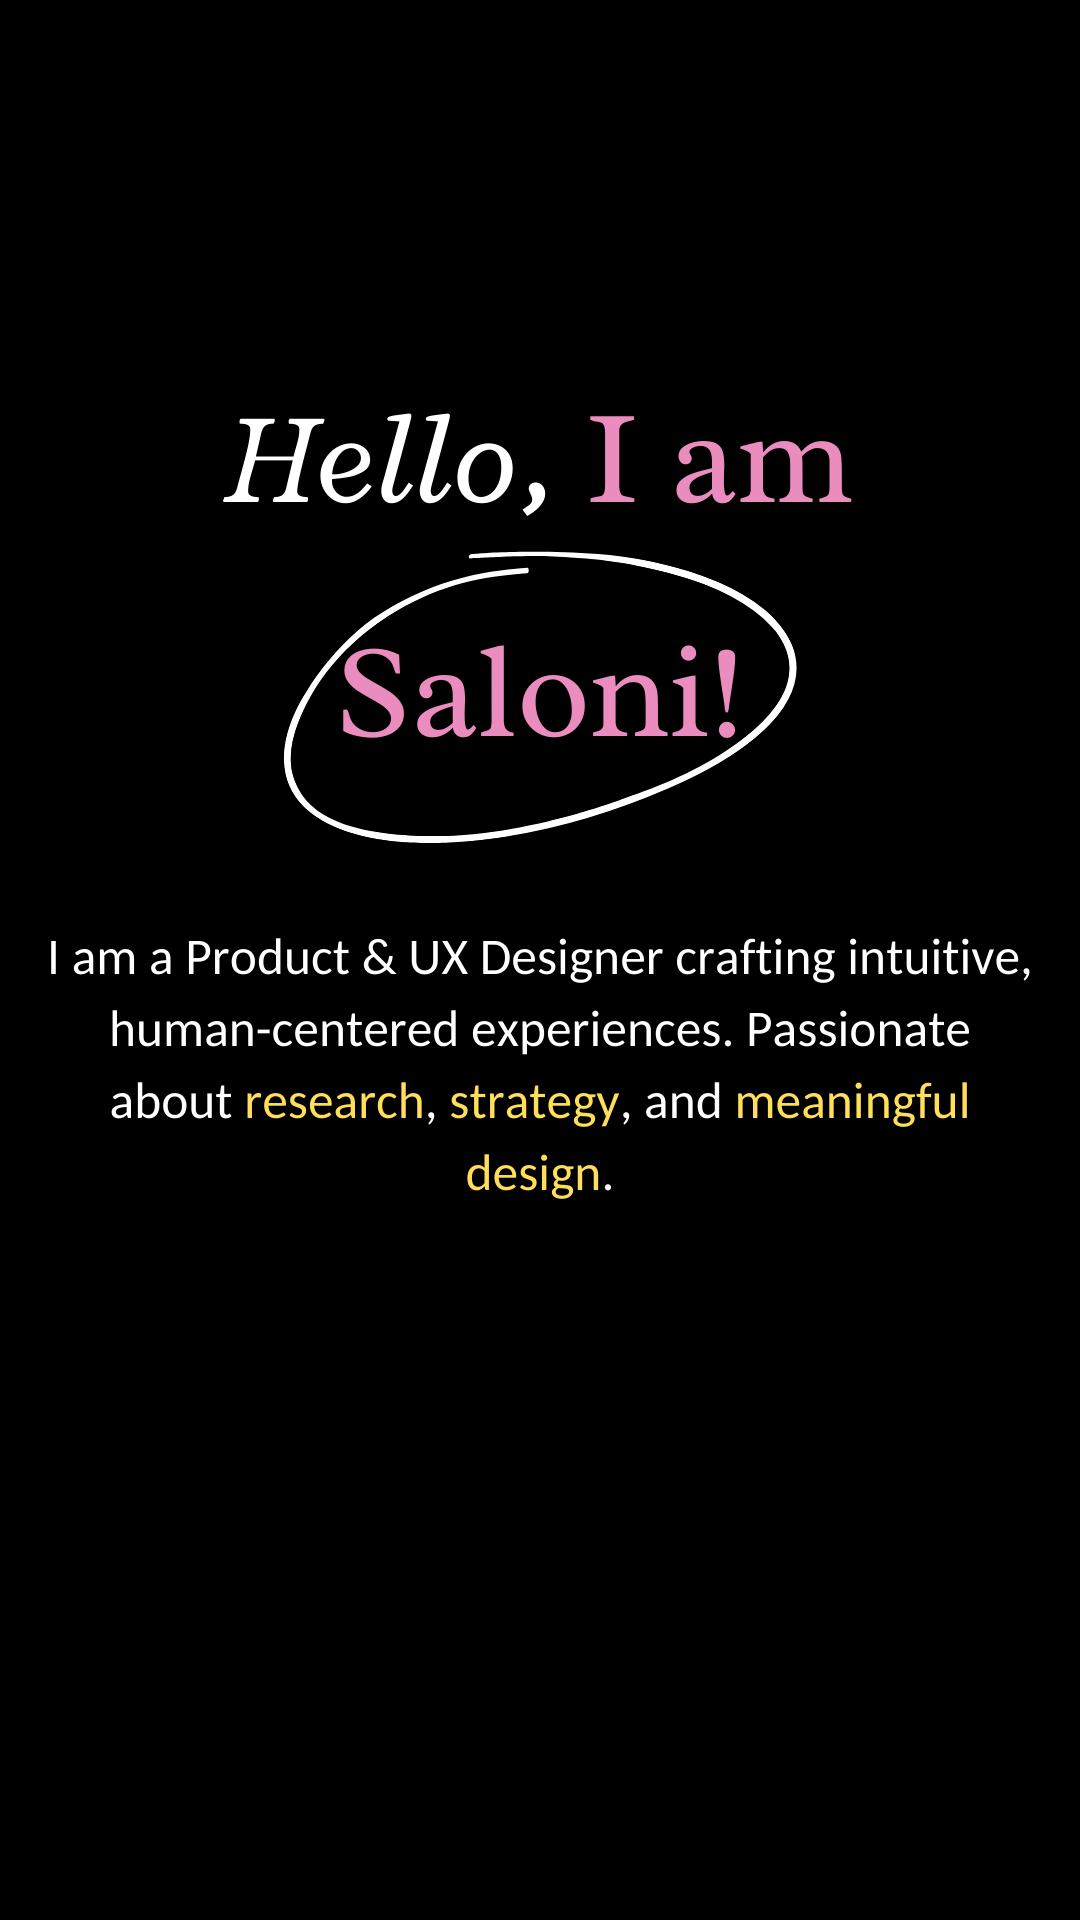 Hello, I am
Saloni!
I am a Product & UX Designer crafting intuitive,
human-centered experiences. Passionate
about research, strategy, and meaningful
design.